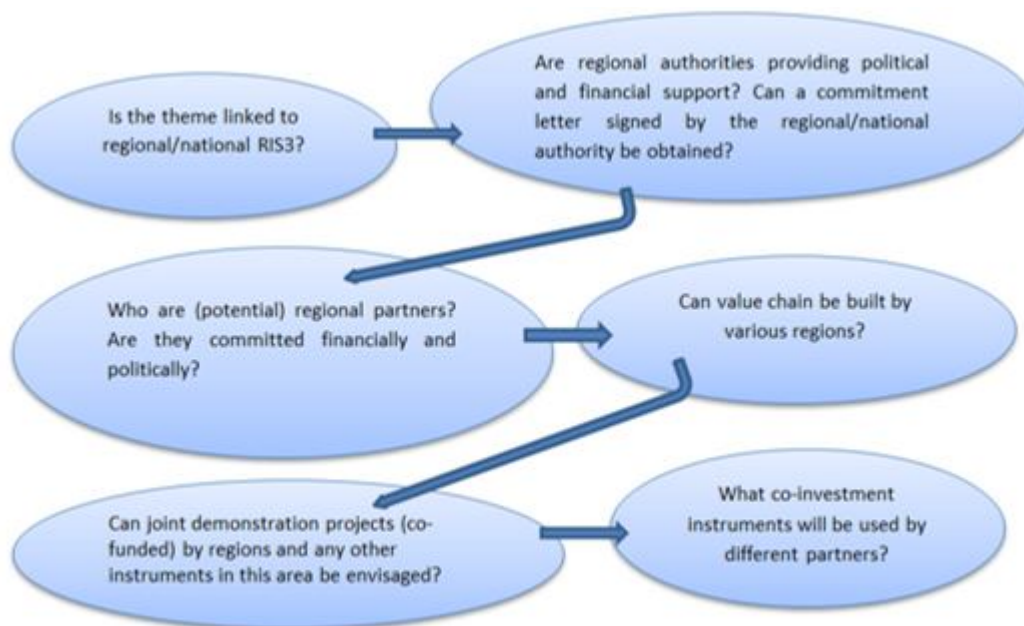 Is the theme linked to
regional/national RIS3?
Are regional authorities providing political
and financial support? Can a commitment
letter signed by the regional/national
authority be obtained?
Who are (potential) regional partners?
Are they committed financially and
politically?
Can value chain be built by
various regions?
Can joint demonstration projects (co-
funded) by regions and any other
instruments in this area be envisaged?
What co-investment
instruments will be used by
different partners?